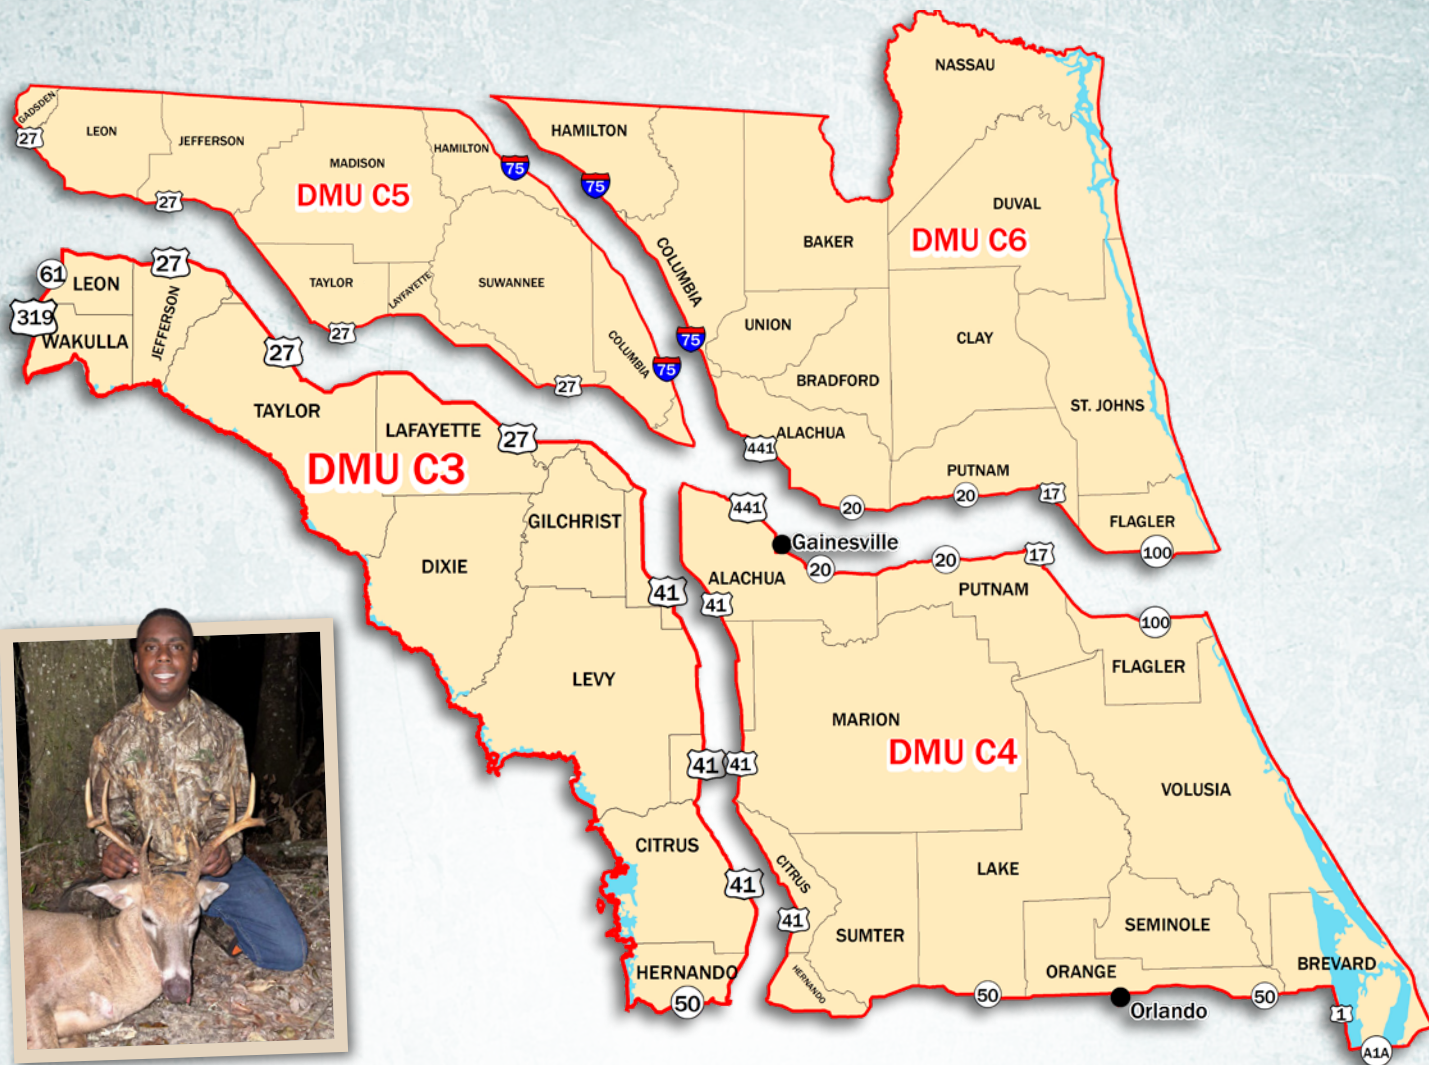 NASSAU
GADSDEN
27
LEON
JEFFERSON
MADISON
HAMILTON
75
DMU C5
27
TAYLOR
LAYFAYETTE
SUWANNEE
27
27
COLUMBIA
75
HAMILTON
75
COLUMBIA
BAKER
DUVAL
DMU C6
UNION
75
CLAY
BRADFORD
ST. JOHNS
ALACHUA
441
PUTNAM
20
20
17
FLAGLER
100
61
LEON
27
319
WAKULLA
JEFFERSON
27
TAYLOR
LAFAYETTE
27
DMU C3
GILCHRIST
DIXIE
41
LEVY
41
CITRUS
41
HERNANDO
50
441
Gainesville
20
20
17
ALACHUA
41
PUTNAM
100
FLAGLER
MARION
DMU C4
41
VOLUSIA
CITRUS
LAKE
41
SUMTER
SEMINOLE
HERNANDO
ORANGE
BREVARD
50
50
Orlando
1
A1A